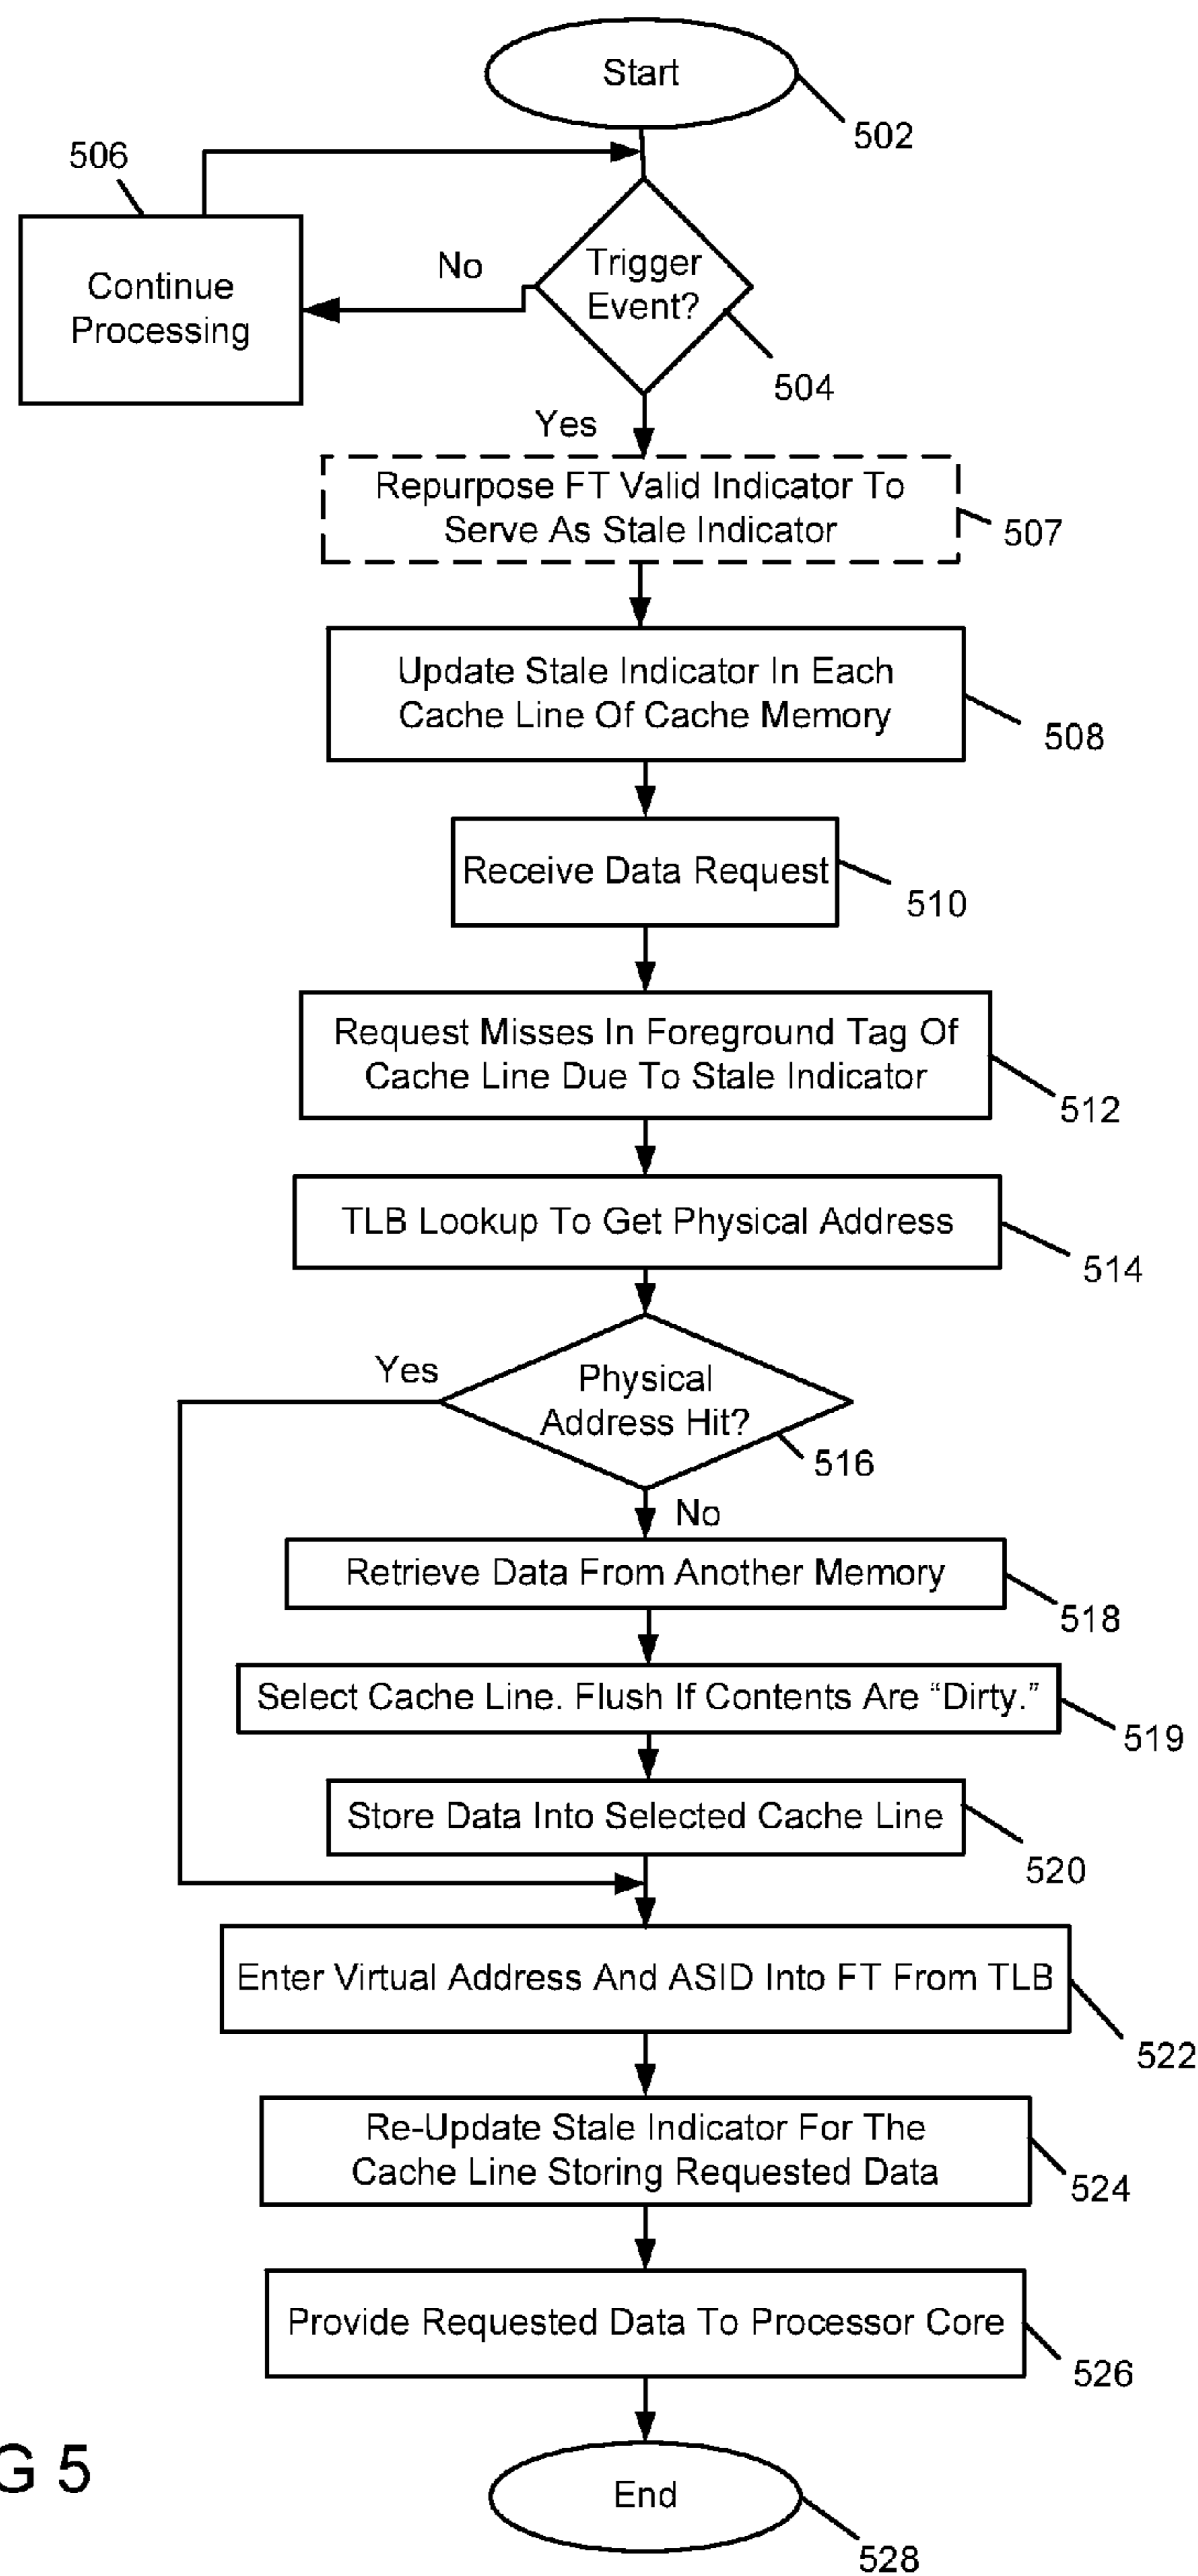 Start
502
506
Continue
Processing
No
Trigger
Event?
504
Yes
Repurpose FT Valid Indicator To
Serve As Stale Indicator
507
Update Stale Indicator In Each
Cache Line Of Cache Memory
508
Receive Data Request
510
Request Misses In Foreground Tag Of
Cache Line Due To Stale Indicator
512
TLB Lookup To Get Physical Address
514
Yes
Physical
Address Hit?
516
No
Retrieve Data From Another Memory
518
Select Cache Line. Flush If Contents Are “Dirty.”
519
Store Data Into Selected Cache Line
520
Enter Virtual Address And ASID Into FT From TLB
522
Re-Update Stale Indicator For The
Cache Line Storing Requested Data
524
Provide Requested Data To Processor Core
526
End
528
G 5